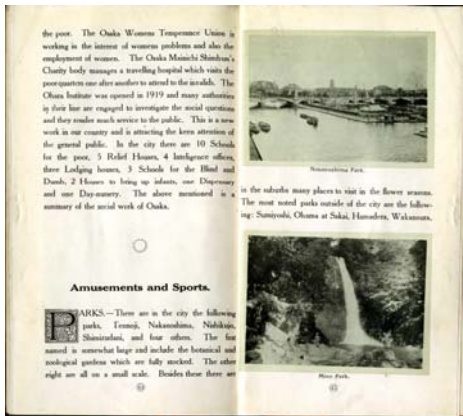 the poor. The Osaka Womens Temperance Union is
working in the interest of womens problems and also the
employment of women. The Osaka Mainichi Shimbun's
Charity body manages a travelling hospital which visits the
poor-quarters one after another to attend to the invalids. The
Ohara Institute was opened in 1919 and many authorities
in their line are engaged to investigate the social questions
and they render much service to the public. This is a new
work in our country and is attracting the keen attention of
the general public. In the city there are 10 Schools
for the poor, 5 Relief Houses, 4 Inteligence offices,
three Lodging houses, 3 Schools for the Blind and
Dumb, 2 Houses to bring up infants, one Dispensary
and one Day-nursery. The above mentioned is a
summary of the social work of Osaka.
Amusements and Sports.
PARKS.—There are in the city the following
parks, Tennoji, Nakanoshima, Nishikujo,
Shimizudani, and four others. The first
named is somewhat large and include the botanical and
zoological gardens which are fully stocked. The other
eight are all on a small scale. Besides these there are
Nakanoshima Park.
in the suburbs many places to visit in the flower seasons.
The most noted parks outside of the city are the follow-
ing: Sumiyoshi, Ohama at Sakai, Hamadera, Wakanoura,
Mino Park.